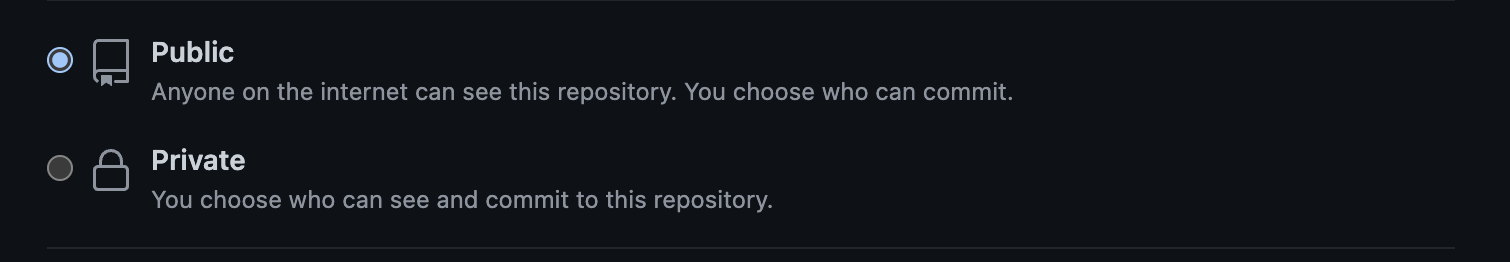 Public
Anyone on the internet can see this repository. You choose who can commit.
Private
You choose who can see and commit to this repository.